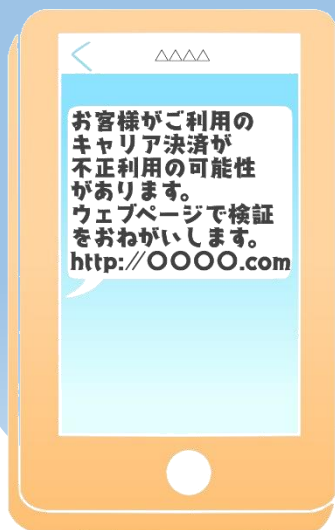 △△△△
お客様がご利用の
キャリア決済が
不正利用の可能性
があります。
ウェブページで検証
をおねがいします。
http://〇〇〇〇.com